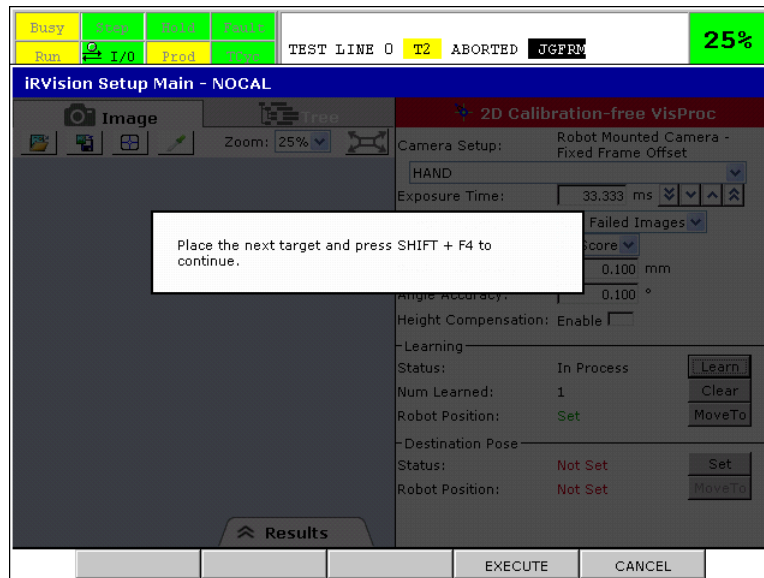 Busy Step Hold Fault
Run I/O Prod TCyc
TEST LINE 0 T2 ABORTED JGFRM
25%
iRVision Setup Main - NOCAL
Image Tree
Zoom: 25%
2D Calibration-free VisProc
Camera Setup: Robot Mounted Camera -
Fixed Frame Offset
HAND
Exposure Time: 33.333 ms
Failed Images
Score
Place the next target and press SHIFT + F4 to
continue.
0.100 mm
Angle Accuracy: 0.100 °
Height Compensation: Enable
Learning
Status: In Process Learn
Num Learned: 1 Clear
Robot Position: Set MoveTo
Destination Pose
Status: Not Set Set
Robot Position: Not Set MoveTo
Results
EXECUTE CANCEL